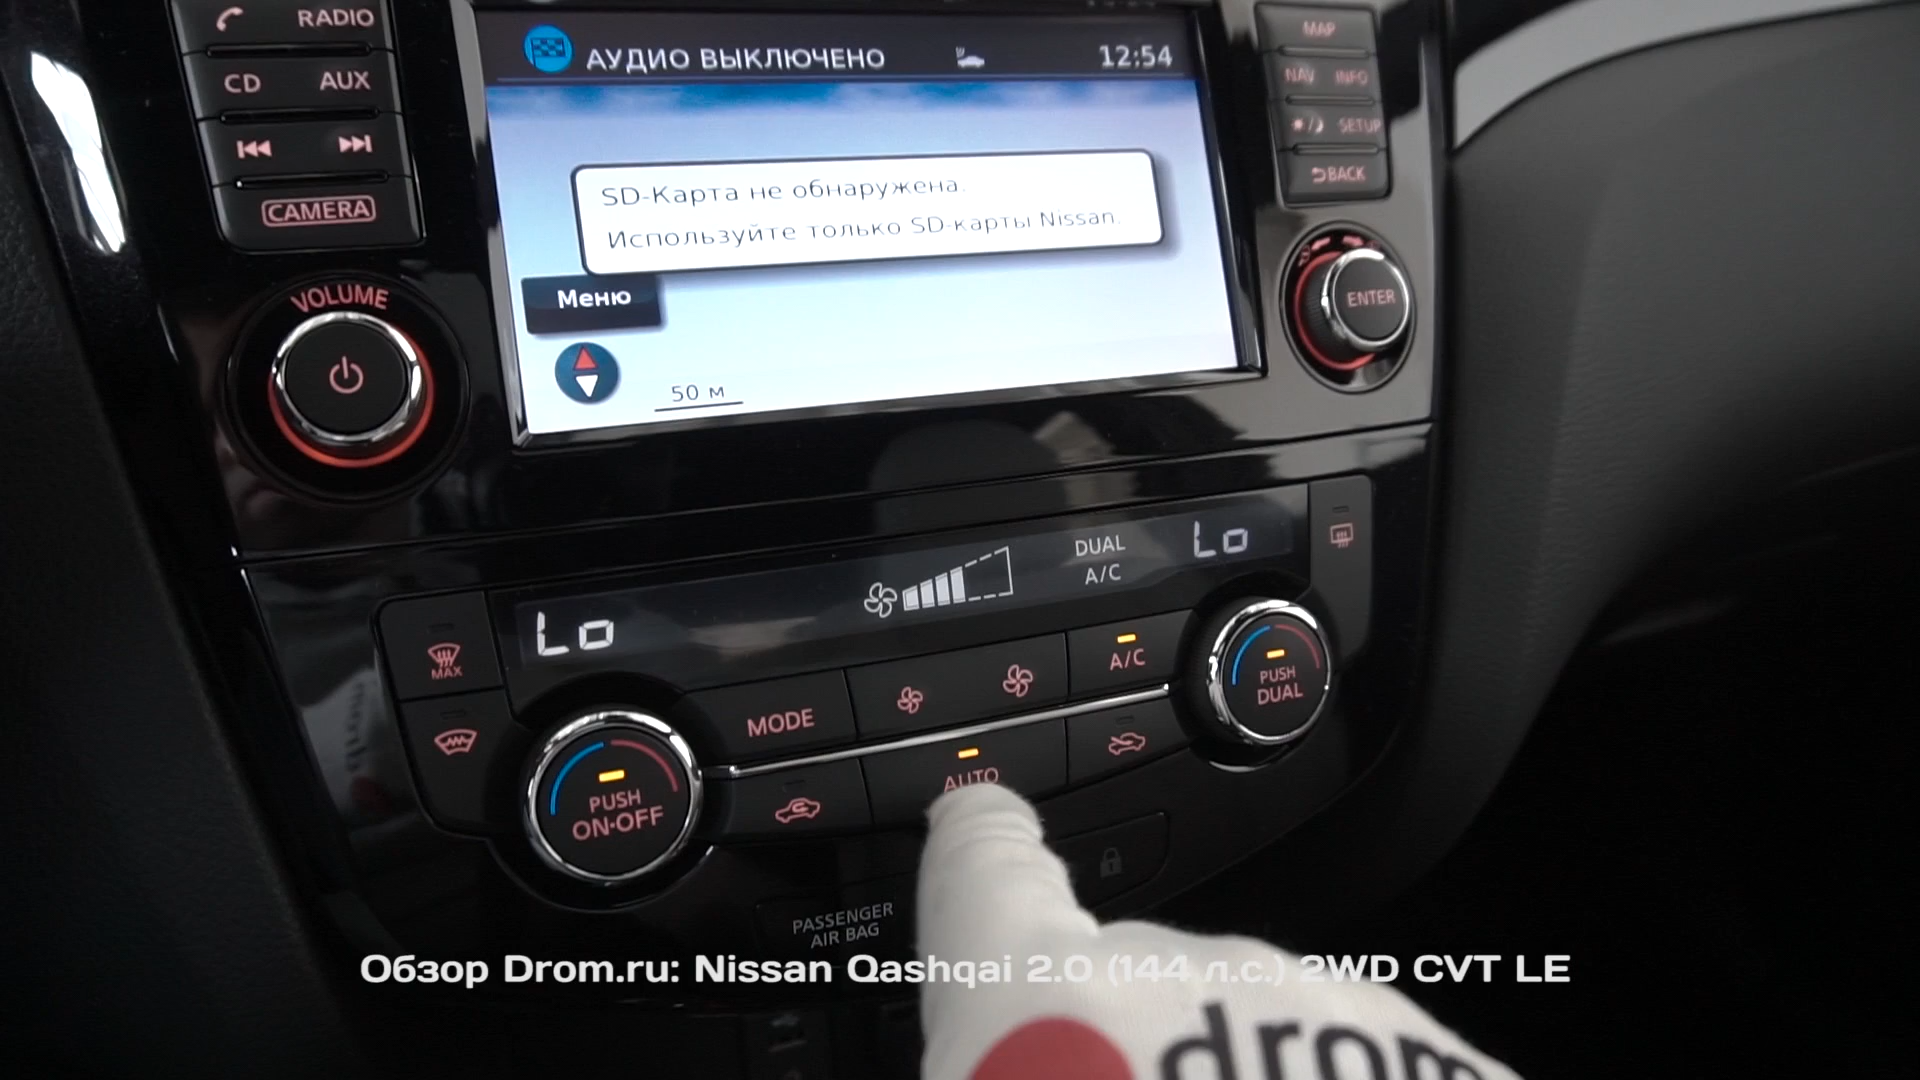 RADIO
CD AUX
CAMERA
VOLUME
АУДИО ВЫКЛЮЧЕНО 12:54
SD-Карта не обнаружена.
Используйте только SD-карты Nissan.
Меню
50 м
MAP
NAV INFO
SETUP
BACK
ENTER
Lo
DUAL
A/C
Lo
MAX
MODE
A/C
PUSH
DUAL
PUSH
ON·OFF
AUTO
PASSENGER
AIR BAG
Обзор Drom.ru: Nissan Qashqai 2.0 (144 л.с.) 2WD CVT LE
drom